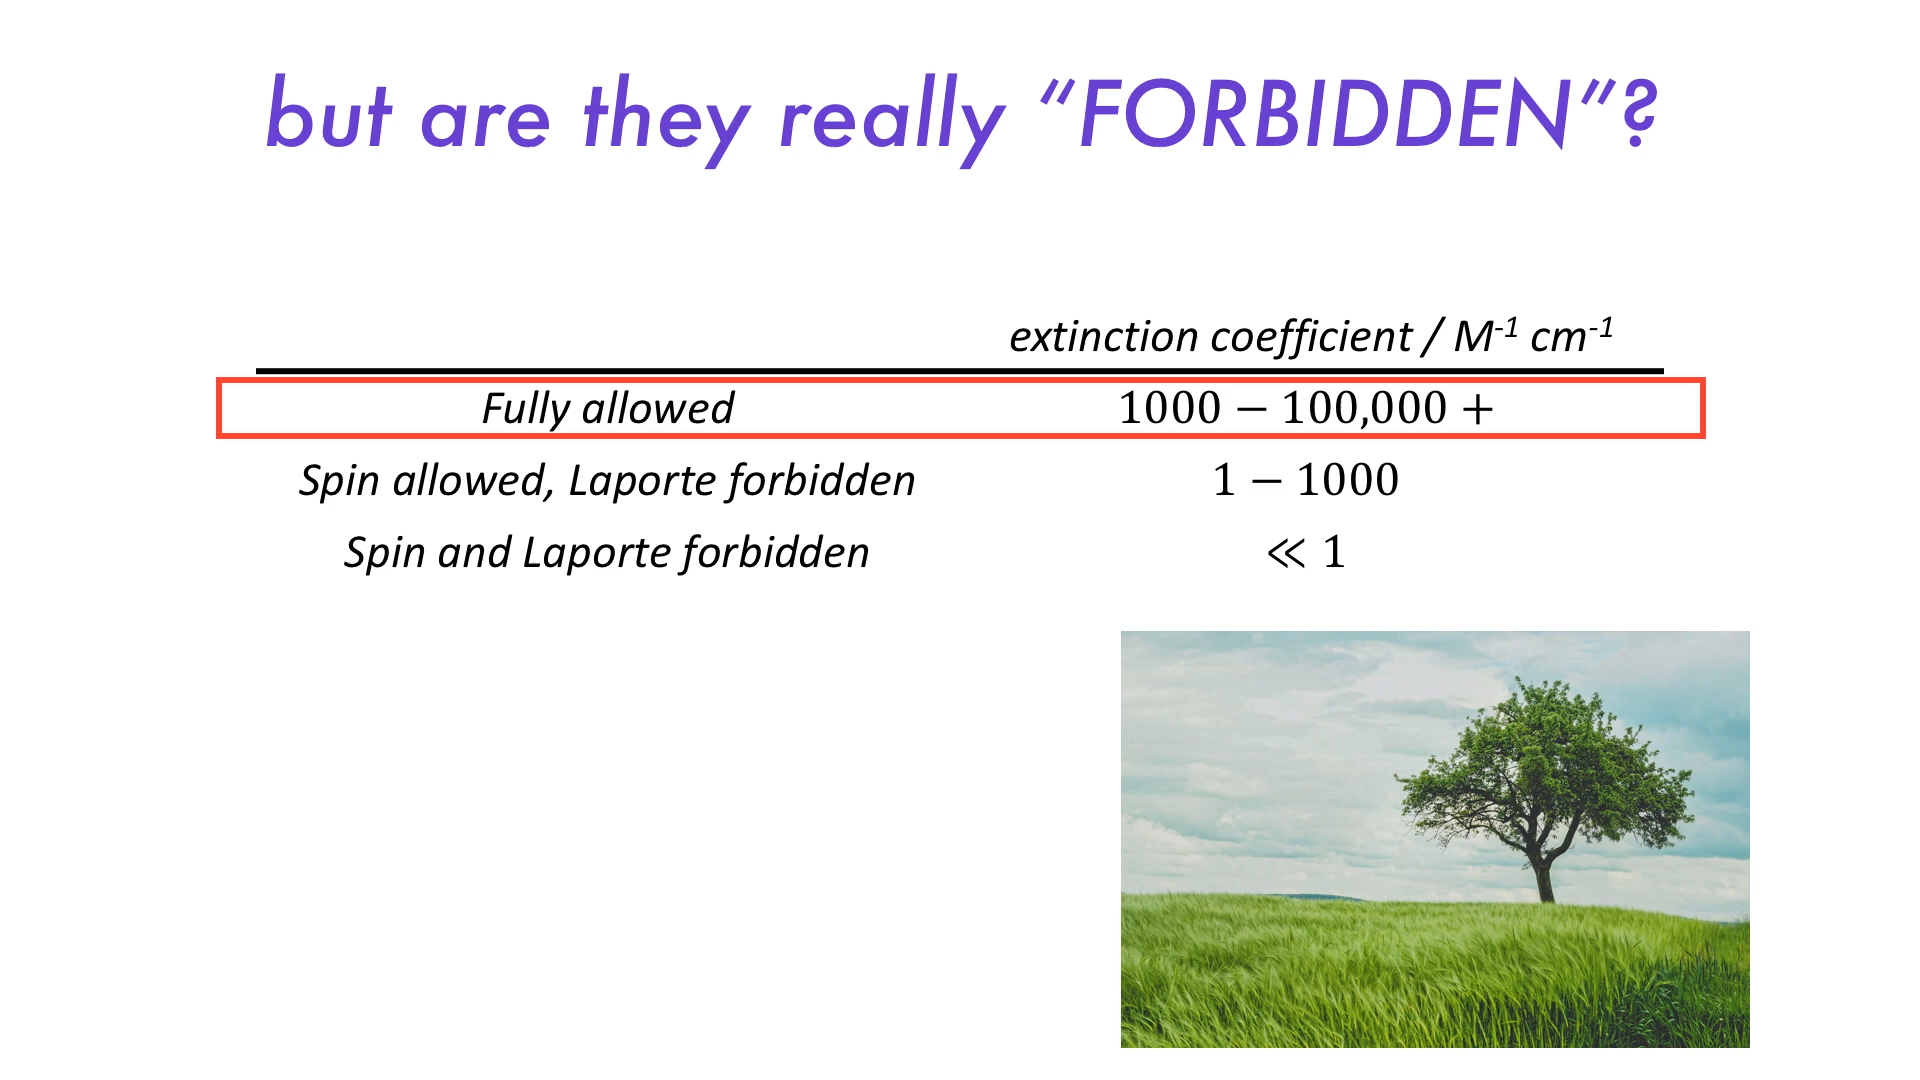 but are they really “FORBIDDEN”?
extinction coefficient / M⁻¹ cm⁻¹
Fully allowed 1000 − 100,000 +
Spin allowed, Laporte forbidden 1 − 1000
Spin and Laporte forbidden ≪ 1